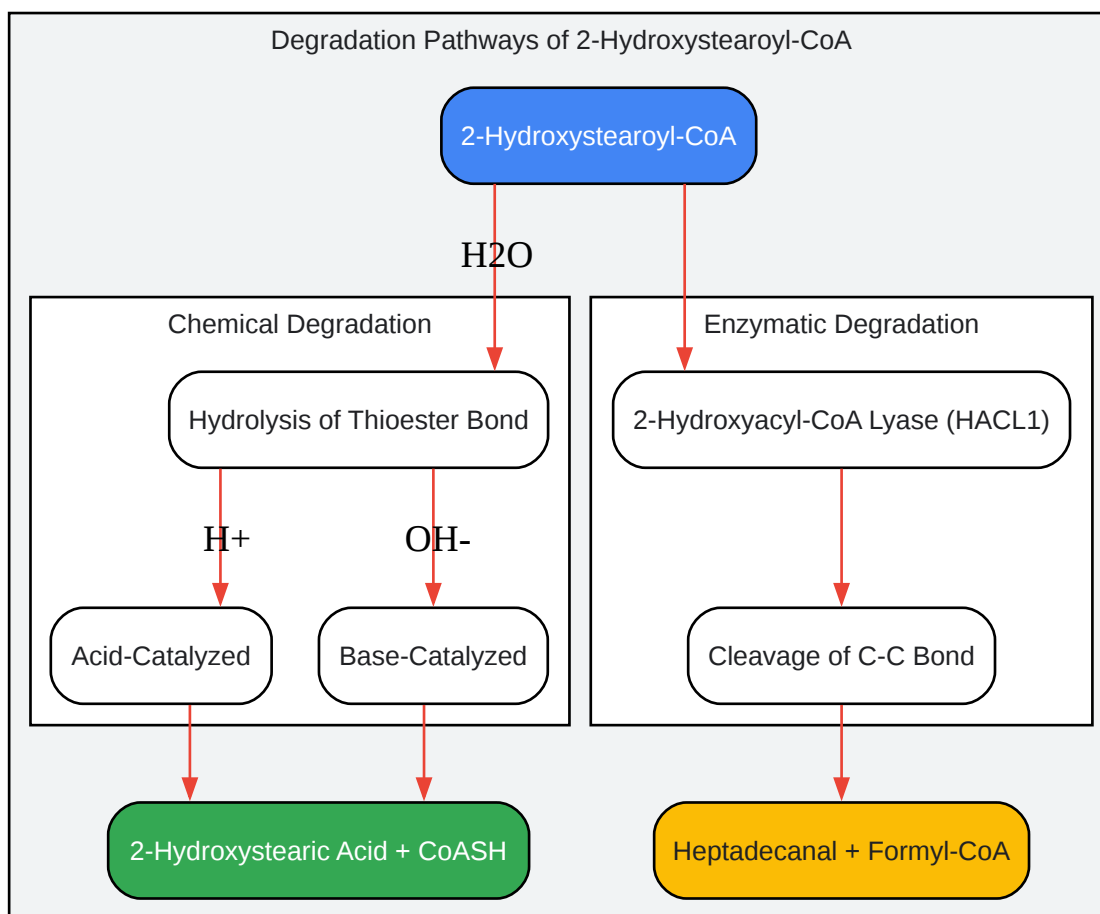 Degradation Pathways of 2-Hydroxystearoyl-CoA
2-Hydroxystearoyl-CoA
H2O
Chemical Degradation
Enzymatic Degradation
Hydrolysis of Thioester Bond
2-Hydroxyacyl-CoA Lyase (HACL1)
H+
OH-
Acid-Catalyzed
Base-Catalyzed
Cleavage of C-C Bond
2-Hydroxystearic Acid + CoASH
Heptadecanal + Formyl-CoA